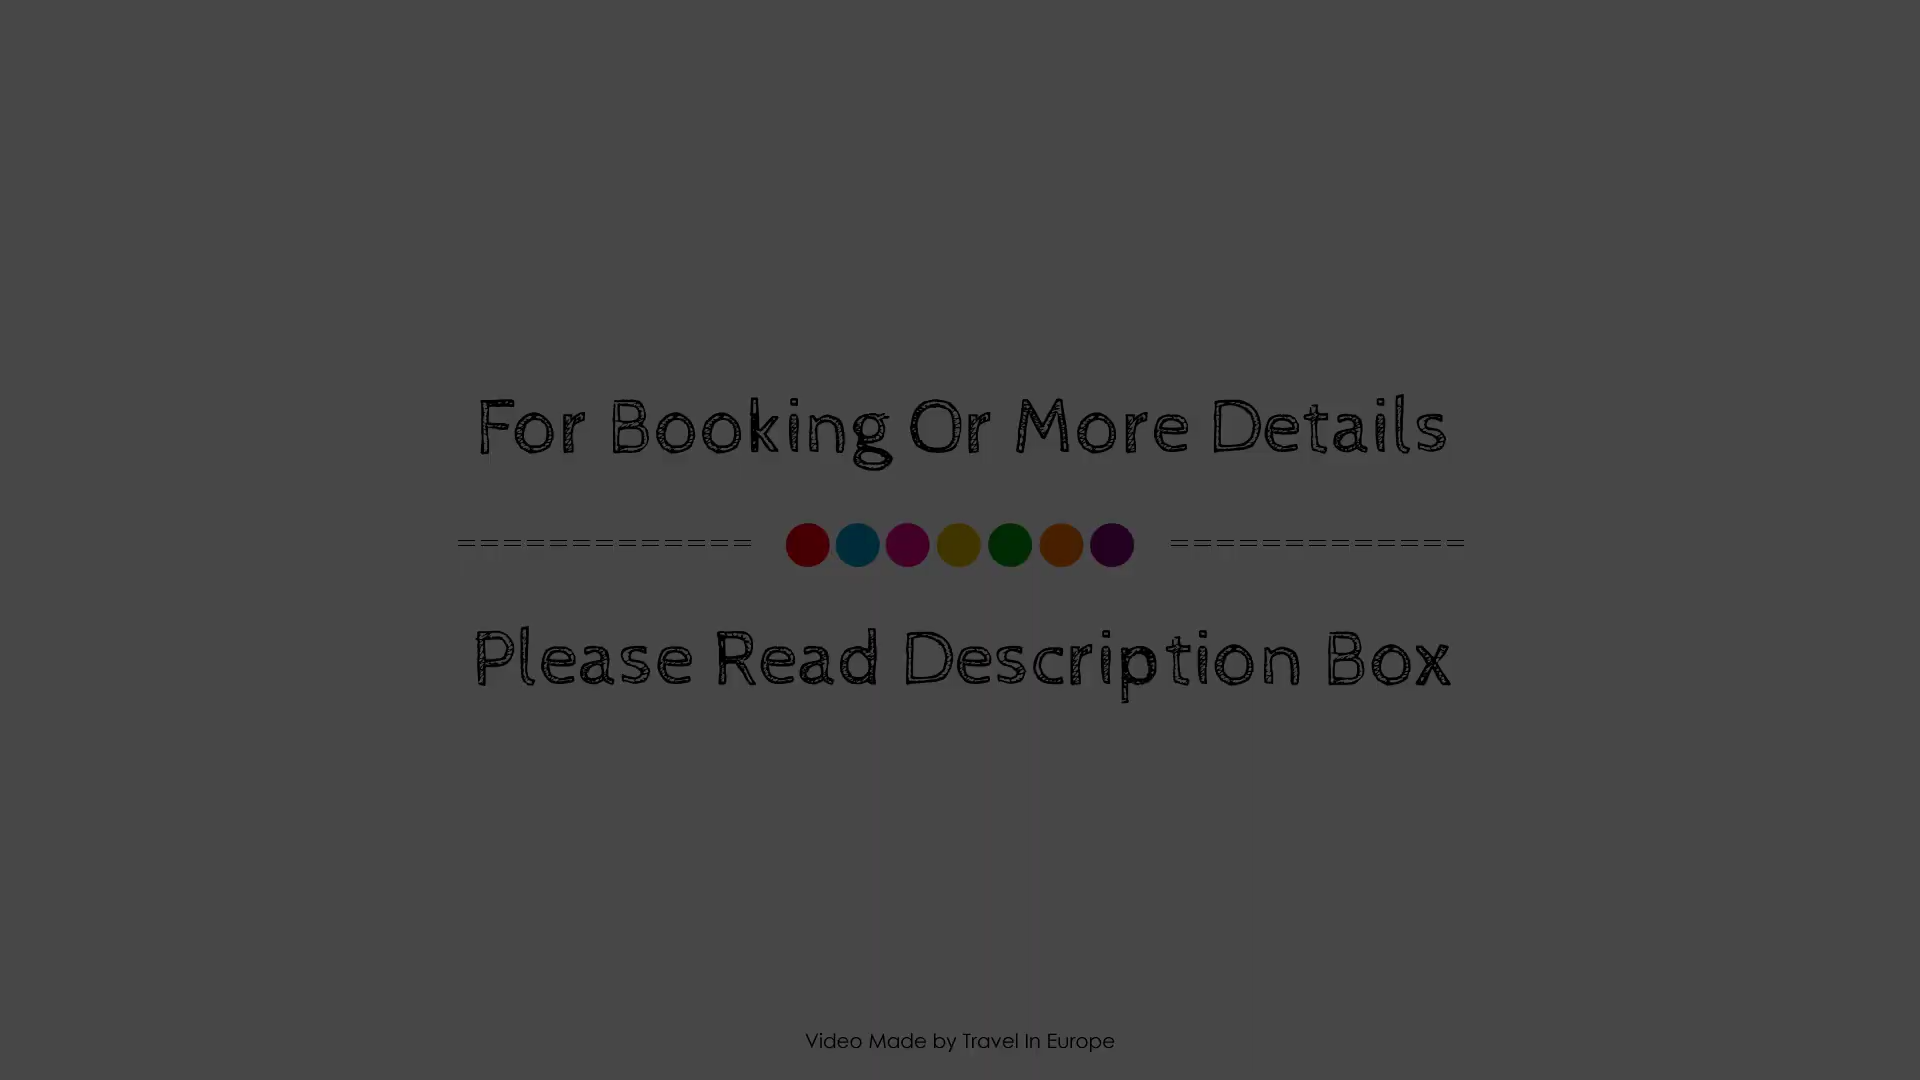 For Booking Or More Details
============= =============
Please Read Description Box
Video Made by Travel In Europe